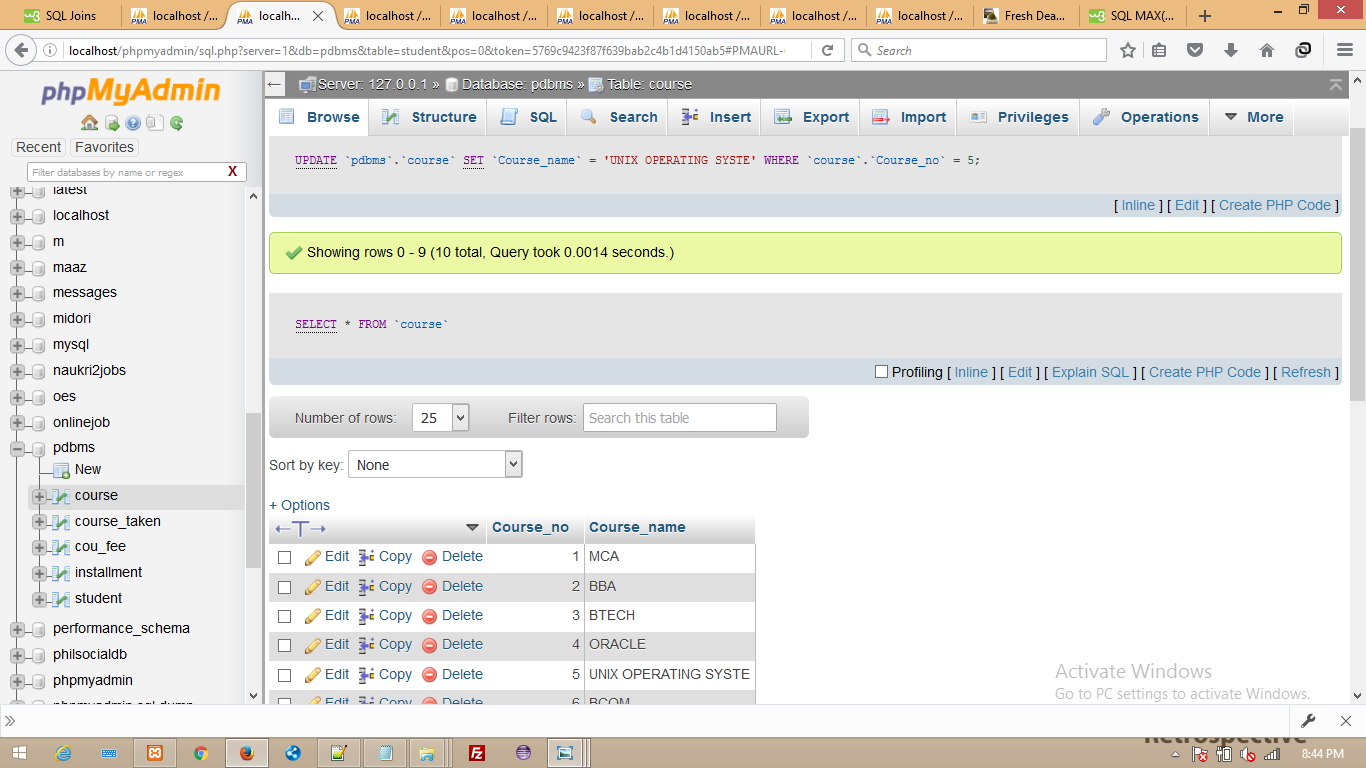 SQL Joins
localhost /...
localh...
localhost /...
localhost /...
localhost /...
localhost /...
localhost /...
localhost /...
Fresh Dea...
SQL MAX(...
localhost/phpmyadmin/sql.php?server=1&db=pdbms&table=student&pos=0&token=5769c9423f87f639bab2c4b1d4150ab5#PMAURL-
Search
phpMyAdmin
Recent
Favorites
Filter databases by name or regex
X
latest
localhost
m
maaz
messages
midori
mysql
naukri2jobs
oes
onlinejob
pdbms
New
course
course_taken
cou_fee
installment
student
performance_schema
philsocialdb
phpmyadmin
Server: 127.0.0.1 » Database: pdbms » Table: course
Browse
Structure
SQL
Search
Insert
Export
Import
Privileges
Operations
More
UPDATE `pdbms`.`course` SET `Course_name` = 'UNIX OPERATING SYSTE' WHERE `course`.`Course_no` = 5;
[ Inline ] [ Edit ] [ Create PHP Code ]
Showing rows 0 - 9 (10 total, Query took 0.0014 seconds.)
SELECT * FROM `course`
Profiling [ Inline ] [ Edit ] [ Explain SQL ] [ Create PHP Code ] [ Refresh ]
Number of rows: 25 Filter rows: Search this table
Sort by key: None
+ Options
←T→ Course_no Course_name
Edit Copy Delete 1 MCA
Edit Copy Delete 2 BBA
Edit Copy Delete 3 BTECH
Edit Copy Delete 4 ORACLE
Edit Copy Delete 5 UNIX OPERATING SYSTE
Edit Copy Delete 6 BCOM
Activate Windows
Go to PC settings to activate Windows.
Retrospective
8:44 PM